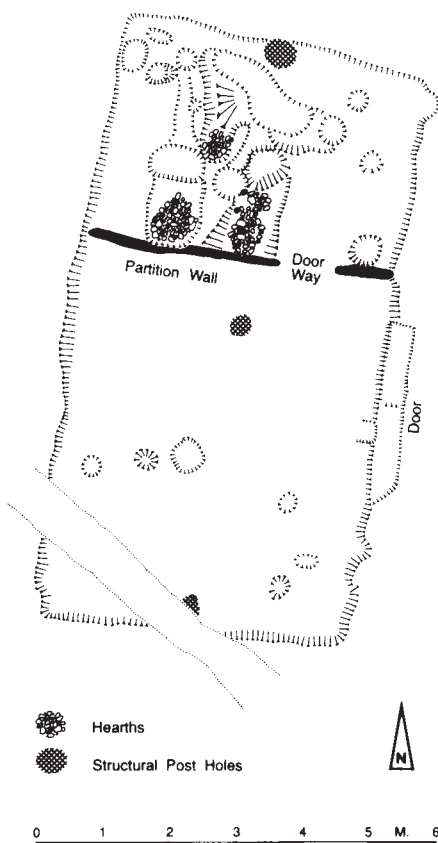 Partition Wall
Door
Way
Door
Hearths
Structural Post Holes
N
0 1 2 3 4 5 M. 6